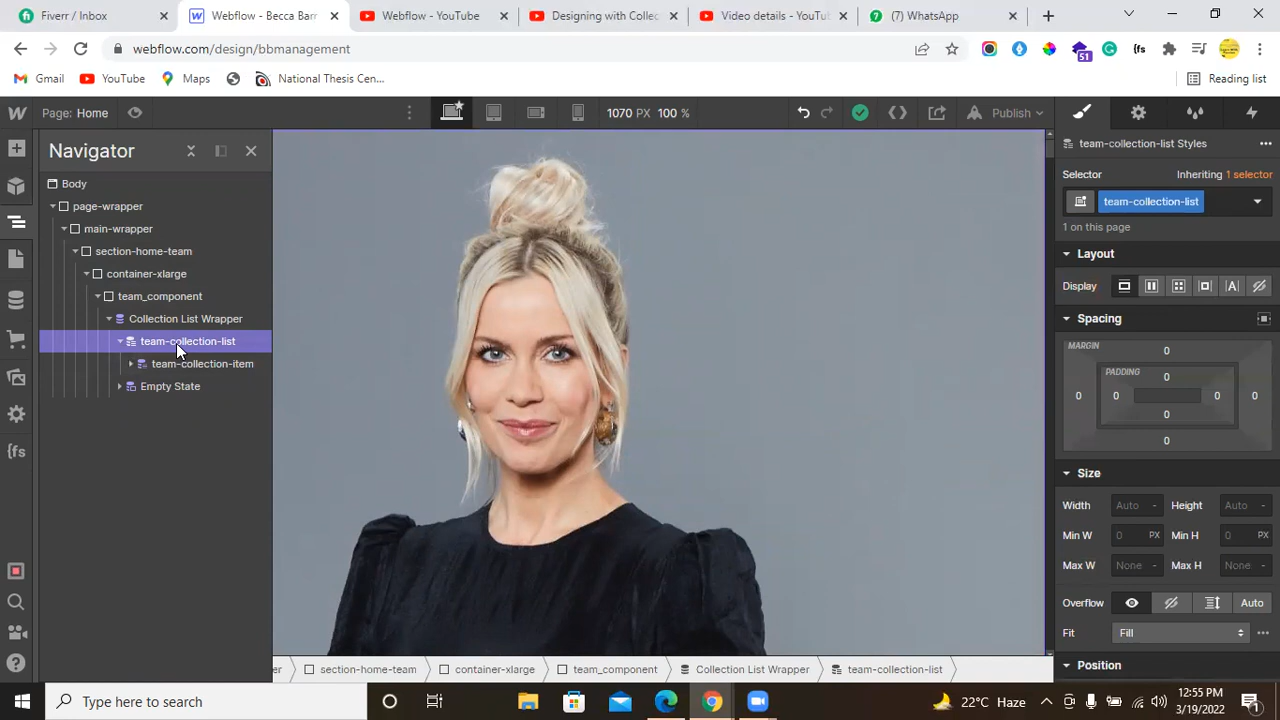 Fiverr / Inbox
Webflow - Becca Barr
Webflow - YouTube
Designing with Collec
Video details - YouTu
(7) WhatsApp
webflow.com/design/bbmanagement
51
{fs
Gmail
YouTube
Maps
National Thesis Cen...
Reading list
Page: Home
1070 PX 100 %
Publish
Navigator
team-collection-list Styles
Body
Selector
Inheriting 1 selector
page-wrapper
team-collection-list
main-wrapper
1 on this page
section-home-team
Layout
container-xlarge
Display
A
team_component
Collection List Wrapper
Spacing
team-collection-list
MARGIN
0
team-collection-item
PADDING
0
Empty State
0 0 0 0
0
0
{fs
Size
Width Auto Height Auto
Min W 0 PX Min H 0 PX
Max W None Max H None
Overflow Auto
Fit Fill
section-home-team
container-xlarge
team_component
Collection List Wrapper
team-collection-list
Position
Type here to search
22°C Haze
12:55 PM
3/19/2022
1